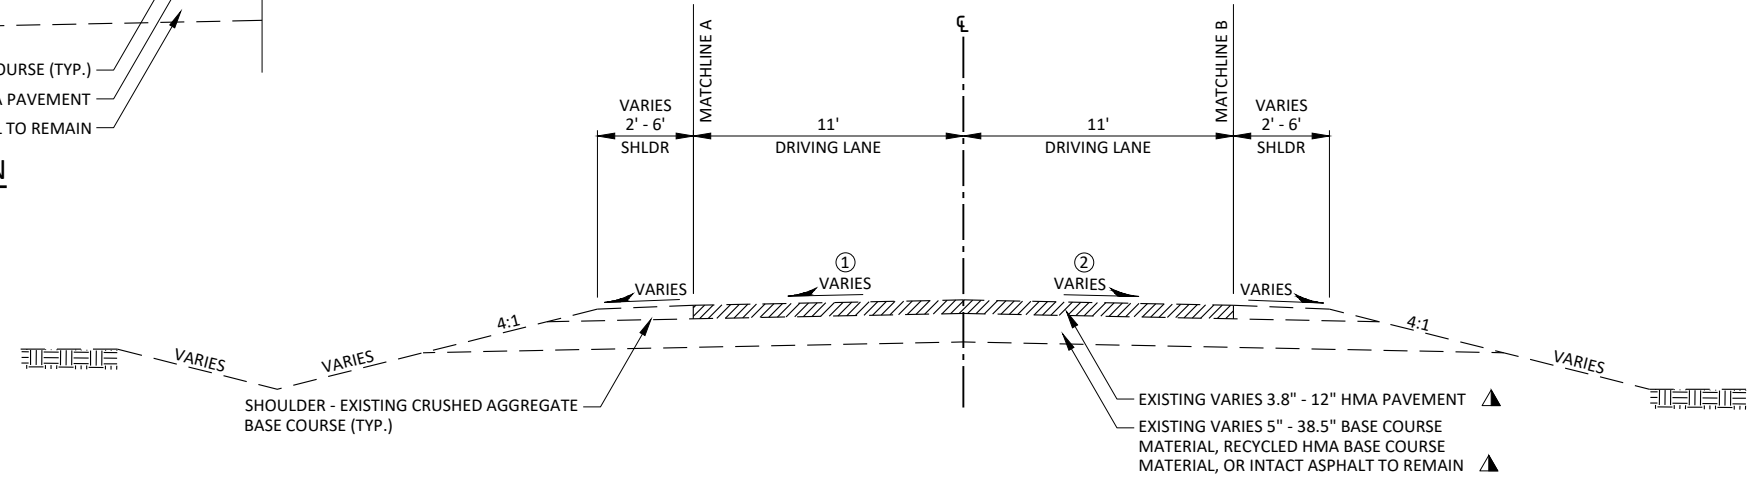 COURSE (TYP.)
PAVEMENT
TO REMAIN
N
MATCHLINE A
℄
MATCHLINE B
VARIES
2' - 6'
SHLDR
11'
DRIVING LANE
11'
DRIVING LANE
VARIES
2' - 6'
SHLDR
①
②
VARIES
VARIES
VARIES
VARIES
4:1
4:1
VARIES
VARIES
VARIES
SHOULDER - EXISTING CRUSHED AGGREGATE
BASE COURSE (TYP.)
EXISTING VARIES 3.8" - 12" HMA PAVEMENT
EXISTING VARIES 5" - 38.5" BASE COURSE
MATERIAL, RECYCLED HMA BASE COURSE
MATERIAL, OR INTACT ASPHALT TO REMAIN